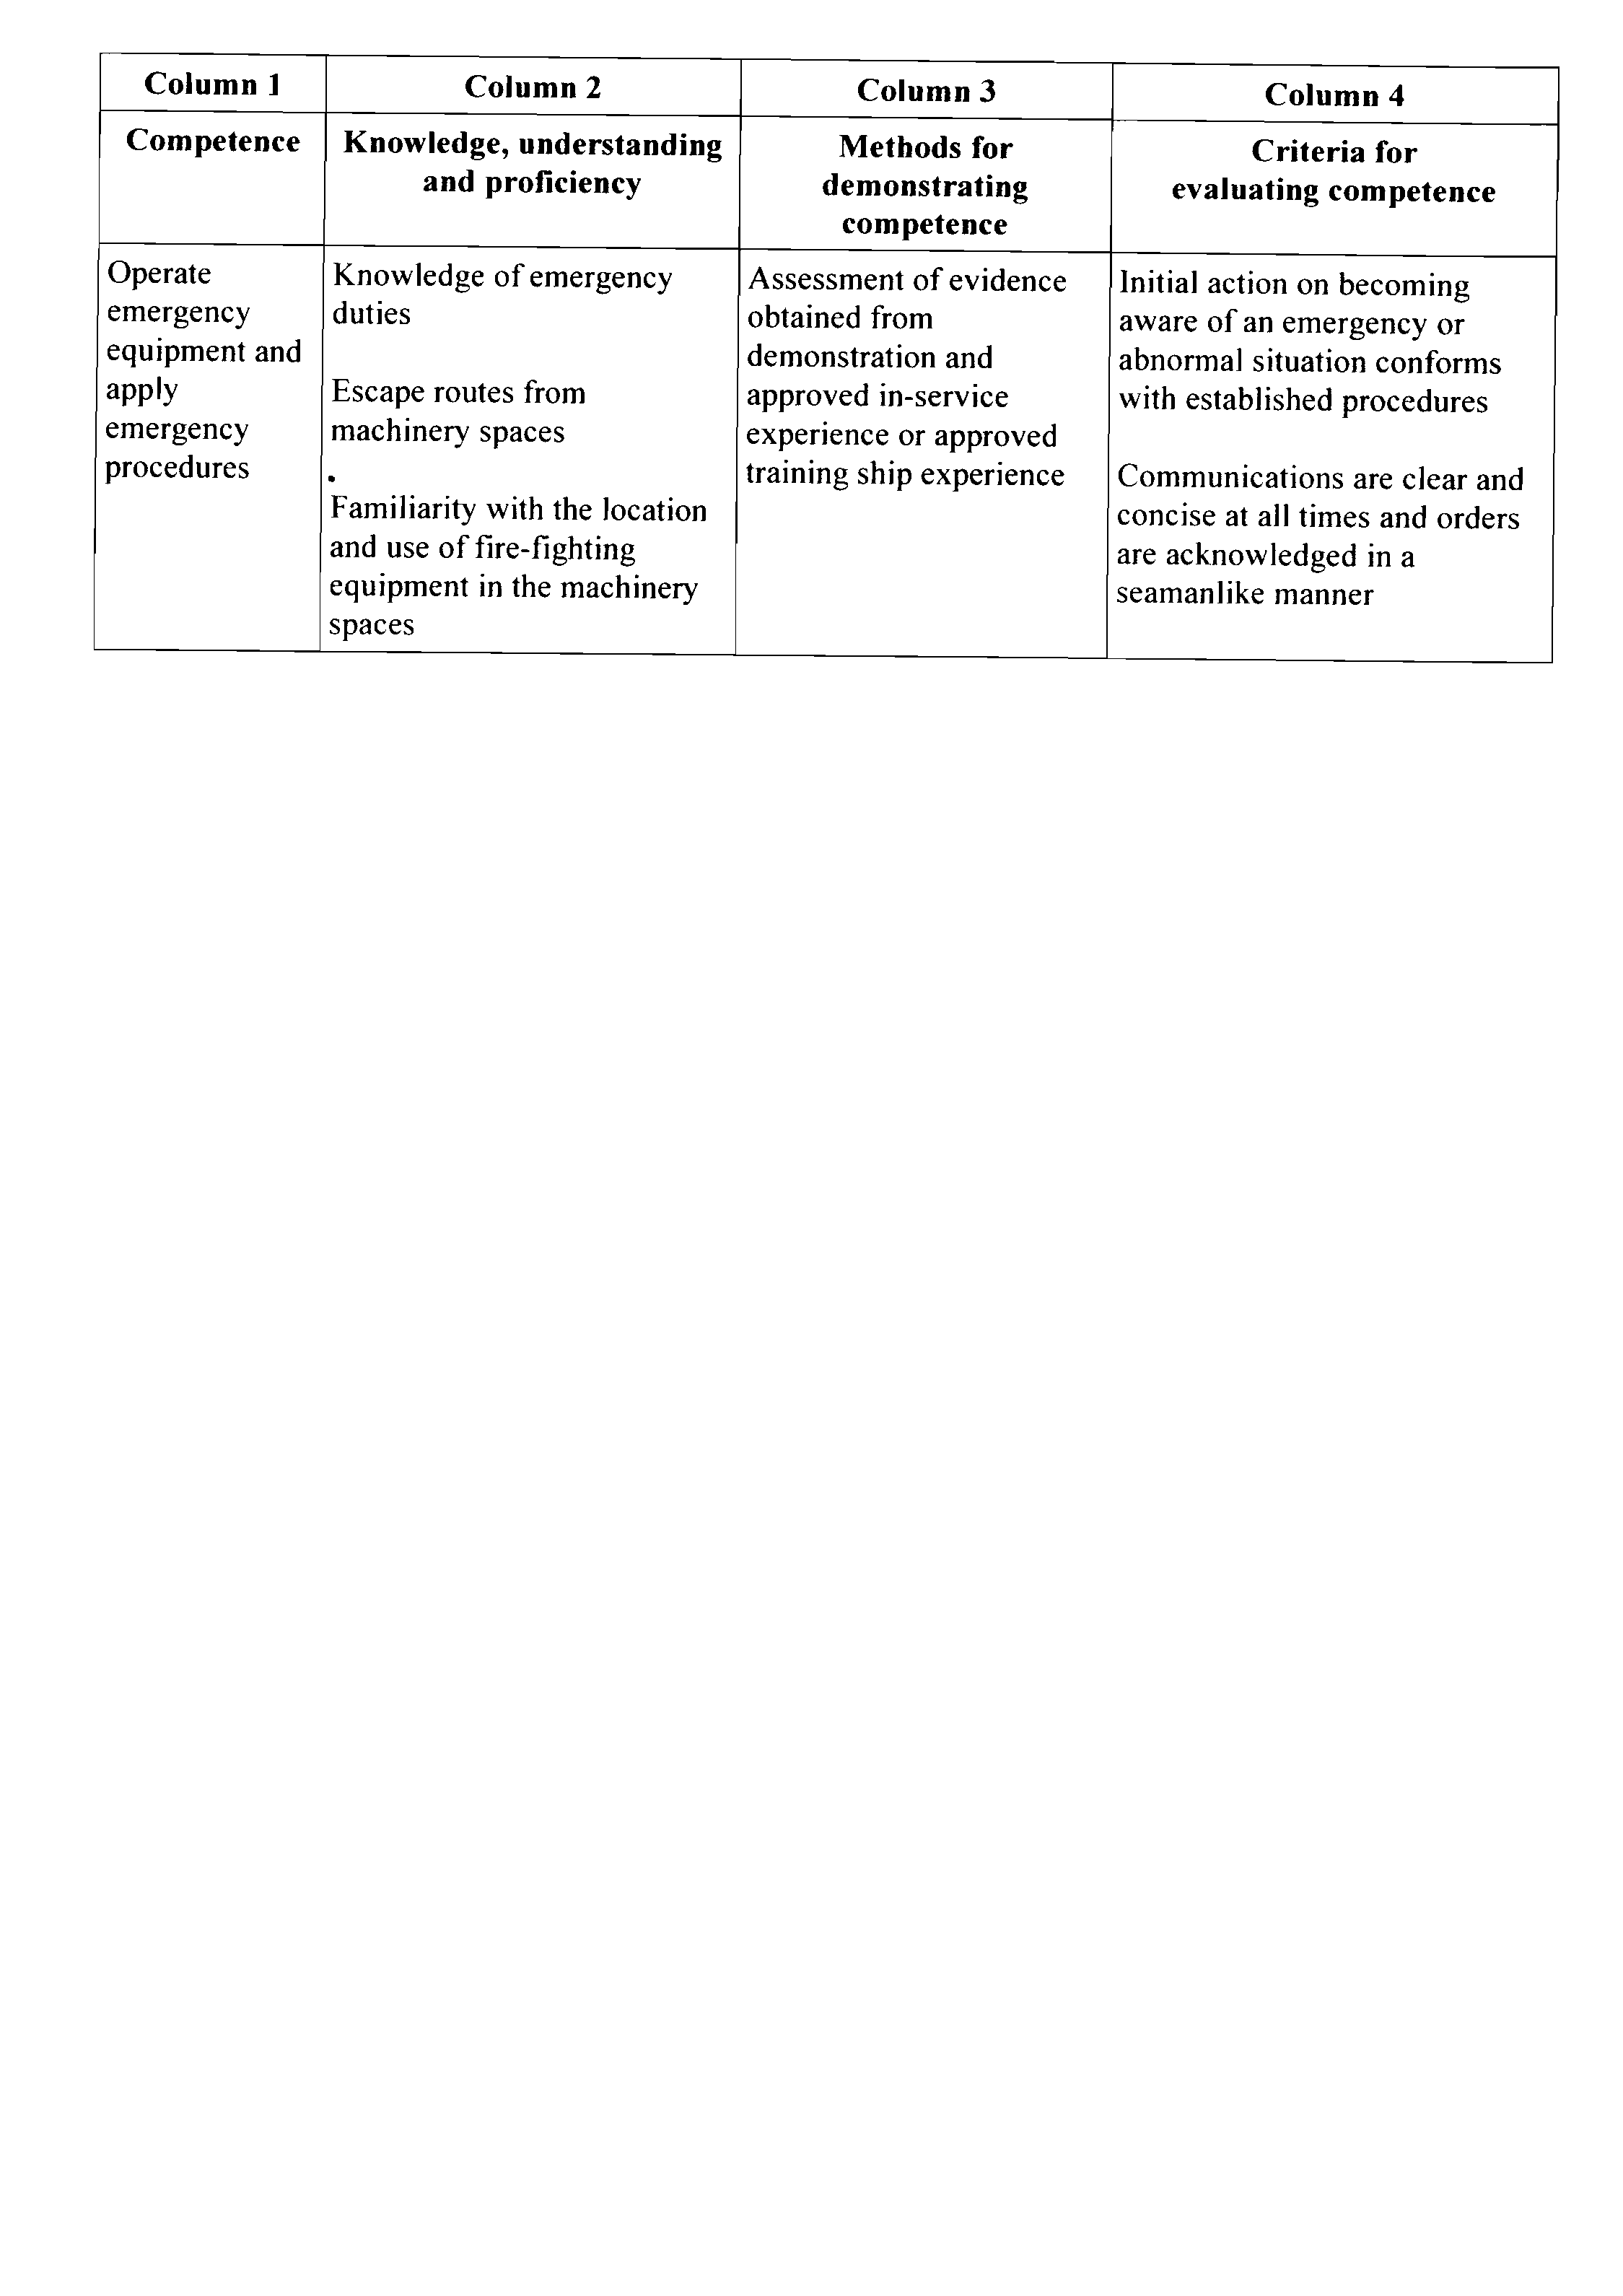 Column 1
Column 2
Column 3
Column 4
Competence
Knowledge, understanding
and proficiency
Methods for
demonstrating
competence
Criteria for
evaluating competence
Operate
emergency
equipment and
apply
emergency
procedures
Knowledge of emergency
duties
Escape routes from
machinery spaces
.
Familiarity with the location
and use of fire-fighting
equipment in the machinery
spaces
Assessment of evidence
obtained from
demonstration and
approved in-service
experience or approved
training ship experience
Initial action on becoming
aware of an emergency or
abnormal situation conforms
with established procedures
Communications are clear and
concise at all times and orders
are acknowledged in a
seamanlike manner